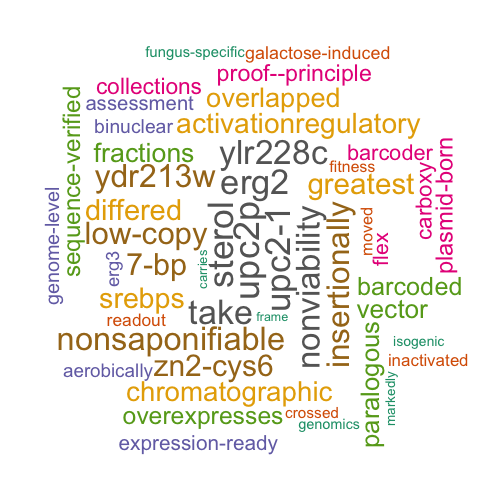 fungus-specific
galactose-induced
proof--principle
collections
assessment
overlapped
binuclear
activationregulatory
sequence-verified
fractions
ylr228c
barcoder
fitness
ydr213w
erg2
greatest
carboxy
plasmid-born
genome-level
differed
sterol
upc2p
upc2-1
nonviability
insertionally
moved
flex
low-copy
erg3
7-bp
carries
srebps
take
frame
barcoded
vector
readout
nonsaponifiable
paralogous
isogenic
inactivated
aerobically
zn2-cys6
markedly
chromatographic
overexpresses
crossed
genomics
expression-ready